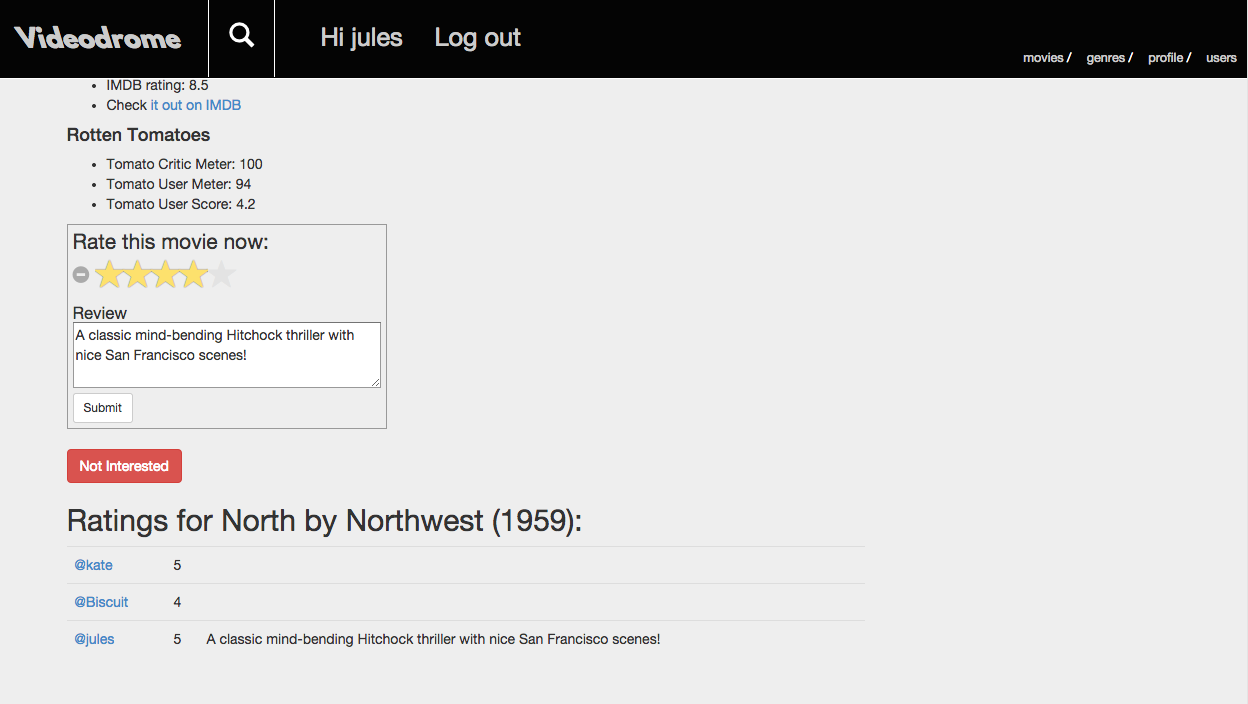 Videodrome
Hi jules
Log out
movies / genres / profile / users
IMDB rating: 8.5
Check it out on IMDB
Rotten Tomatoes
Tomato Critic Meter: 100
Tomato User Meter: 94
Tomato User Score: 4.2
Rate this movie now:
Review
A classic mind-bending Hitchock thriller with
nice San Francisco scenes!
Submit
Not Interested
Ratings for North by Northwest (1959):
@kate 5
@Biscuit 4
@jules 5 A classic mind-bending Hitchock thriller with nice San Francisco scenes!